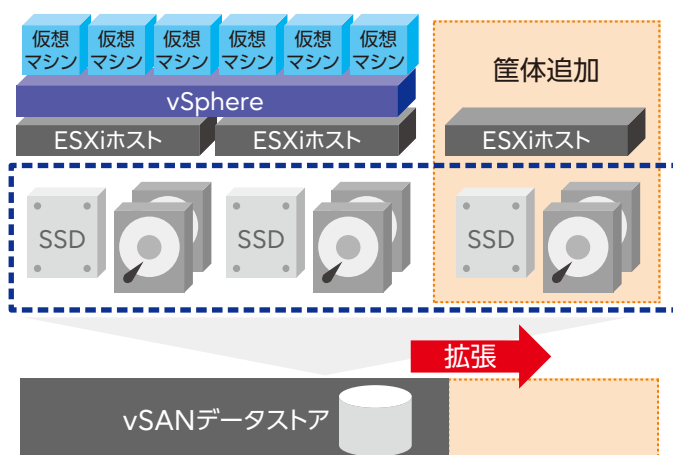 仮想
マシン
仮想
マシン
仮想
マシン
仮想
マシン
仮想
マシン
仮想
マシン
筐体追加
vSphere
ESXiホスト
ESXiホスト
ESXiホスト
SSD
SSD
SSD
拡張
vSANデータストア